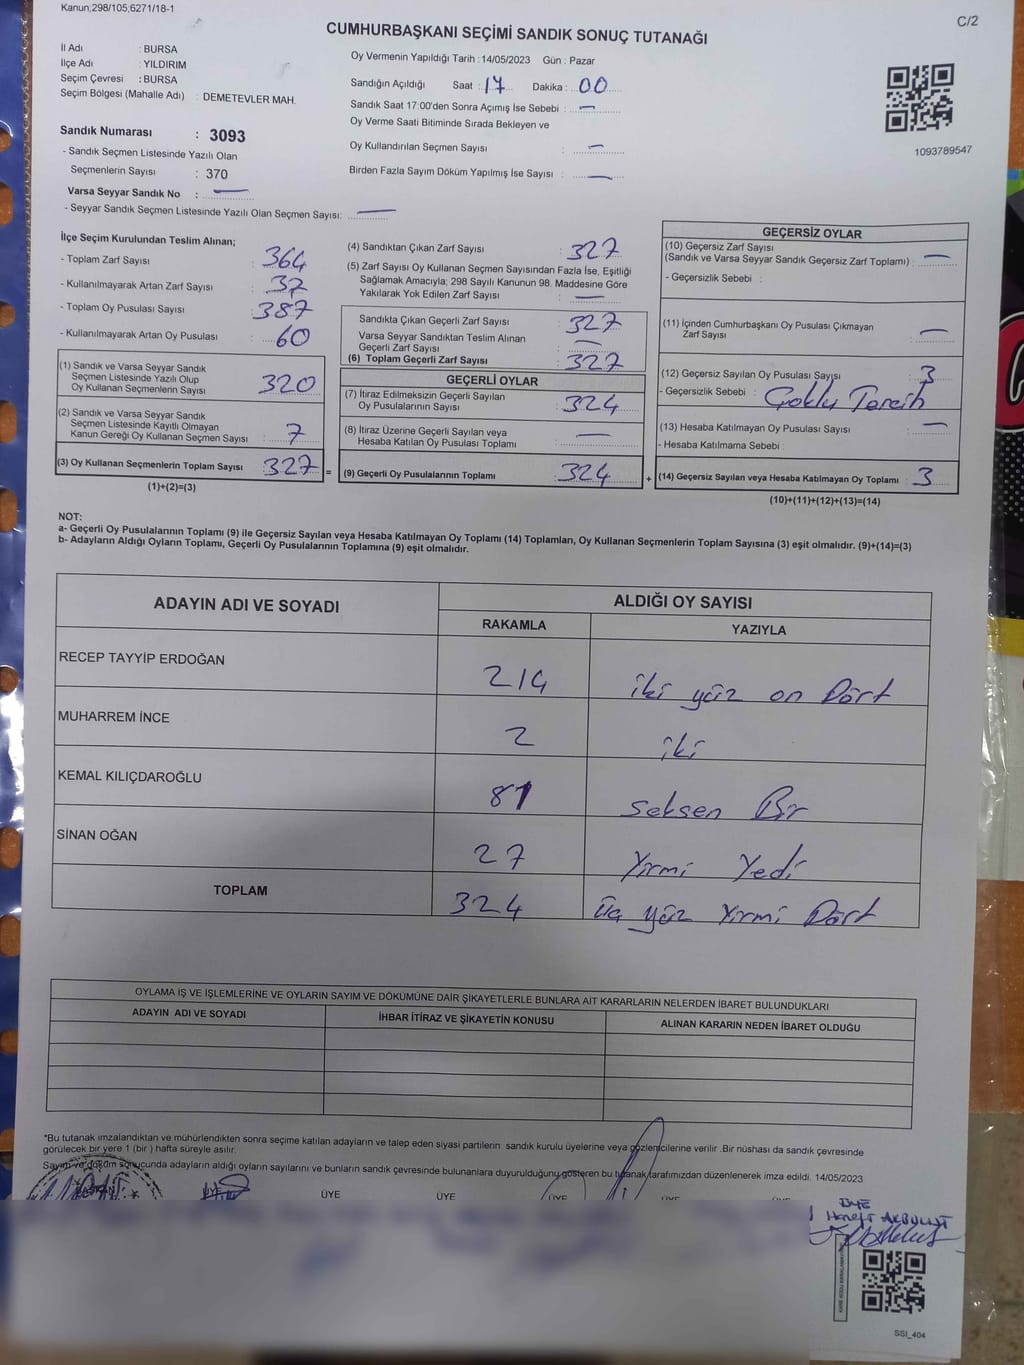 Kanun;298/105;6271/18-1
C/2
CUMHURBAŞKANI SEÇİMİ SANDIK SONUÇ TUTANAĞI
İl Adı : BURSA
İlçe Adı : YILDIRIM
Seçim Çevresi : BURSA
Seçim Bölgesi (Mahalle Adı) : DEMETEVLER MAH.
Sandık Numarası : 3093
- Sandık Seçmen Listesinde Yazılı Olan
Seçmenlerin Sayısı : 370
Varsa Seyyar Sandık No : —
- Seyyar Sandık Seçmen Listesinde Yazılı Olan Seçmen Sayısı: —
Oy Vermenin Yapıldığı Tarih : 14/05/2023 Gün : Pazar
Sandığın Açıldığı Saat : 17 Dakika : 00
Sandık Saat 17:00'den Sonra Açımış İse Sebebi : —
Oy Verme Saati Bitiminde Sırada Bekleyen ve
Oy Kullandırılan Seçmen Sayısı : —
Birden Fazla Sayım Döküm Yapılmış İse Sayısı : —
1093789547
İlçe Seçim Kurulundan Teslim Alınan;
- Toplam Zarf Sayısı : 364
- Kullanılmayarak Artan Zarf Sayısı : 37
- Toplam Oy Pusulası Sayısı : 387
- Kullanılmayarak Artan Oy Pusulası : 60
(1) Sandık ve Varsa Seyyar Sandık
Seçmen Listesinde Yazılı Olup
Oy Kullanan Seçmenlerin Sayısı : 320
(2) Sandık ve Varsa Seyyar Sandık
Seçmen Listesinde Kayıtlı Olmayan
Kanun Gereği Oy Kullanan Seçmen Sayısı : 7
(3) Oy Kullanan Seçmenlerin Toplam Sayısı : 327 =
(1)+(2)=(3)
(4) Sandıktan Çıkan Zarf Sayısı : 327
(5) Zarf Sayısı Oy Kullanan Seçmen Sayısından Fazla İse, Eşitliği
Sağlamak Amacıyla; 298 Sayılı Kanunun 98. Maddesine Göre
Yakılarak Yok Edilen Zarf Sayısı : —
Sandıkta Çıkan Geçerli Zarf Sayısı : 327
Varsa Seyyar Sandıktan Teslim Alınan
Geçerli Zarf Sayısı : —
(6) Toplam Geçerli Zarf Sayısı : 327
GEÇERLİ OYLAR
(7) İtiraz Edilmeksizin Geçerli Sayılan
Oy Pusulalarının Sayısı : 324
(8) İtiraz Üzerine Geçerli Sayılan veya
Hesaba Katılan Oy Pusulası Toplamı : —
(9) Geçerli Oy Pusulalarının Toplamı : 324 +
GEÇERSİZ OYLAR
(10) Geçersiz Zarf Sayısı
(Sandık ve Varsa Seyyar Sandık Geçersiz Zarf Toplamı) : —
- Geçersizlik Sebebi :
(11) İçinden Cumhurbaşkanı Oy Pusulası Çıkmayan
Zarf Sayısı : —
(12) Geçersiz Sayılan Oy Pusulası Sayısı : 3
- Geçersizlik Sebebi : Çoklu Tercih
(13) Hesaba Katılmayan Oy Pusulası Sayısı : —
- Hesaba Katılmama Sebebi :
(14) Geçersiz Sayılan veya Hesaba Katılmayan Oy Toplamı : 3
(10)+(11)+(12)+(13)=(14)
NOT:
a- Geçerli Oy Pusulalarının Toplamı (9) ile Geçersiz Sayılan veya Hesaba Katılmayan Oy Toplamı (14) Toplamları, Oy Kullanan Seçmenlerin Toplam Sayısına (3) eşit olmalıdır. (9)+(14)=(3)
b- Adayların Aldığı Oyların Toplamı, Geçerli Oy Pusulalarının Toplamına (9) eşit olmalıdır.
ADAYIN ADI VE SOYADI
ALDIĞI OY SAYISI
RAKAMLA YAZIYLA
RECEP TAYYİP ERDOĞAN 214 iki yüz on Dört
MUHARREM İNCE 2 iki
KEMAL KILIÇDAROĞLU 81 seksen Bir
SİNAN OĞAN 27 Yirmi Yedi
TOPLAM 324 üç yüz Yirmi Dört
OYLAMA İŞ VE İŞLEMLERİNE VE OYLARIN SAYIM VE DÖKÜMÜNE DAİR ŞİKAYETLERLE BUNLARA AİT KARARLARIN NELERDEN İBARET BULUNDUKLARI
ADAYIN ADI VE SOYADI İHBAR İTİRAZ VE ŞİKAYETİN KONUSU ALINAN KARARIN NEDEN İBARET OLDUĞU
*Bu tutanak imzalandıktan ve mühürlendikten sonra seçime katılan adayların ve talep eden siyasi partilerin sandık kurulu üyelerine veya gözlemcilerine verilir .Bir nüshası da sandık çevresinde
görülecek bir yere 1 (bir ) hafta süreyle asılır.
Sayım ve döküm sonucunda adayların aldığı oyların sayılarını ve bunların sandık çevresinde bulunanlara duyurulduğunu gösteren bu tutanak tarafımızdan düzenlenerek imza edildi. 14/05/2023
BAŞKAN ÜYE ÜYE ÜYE ÜYE ÜYE
ÜYE
AKBULUT
SSI_404